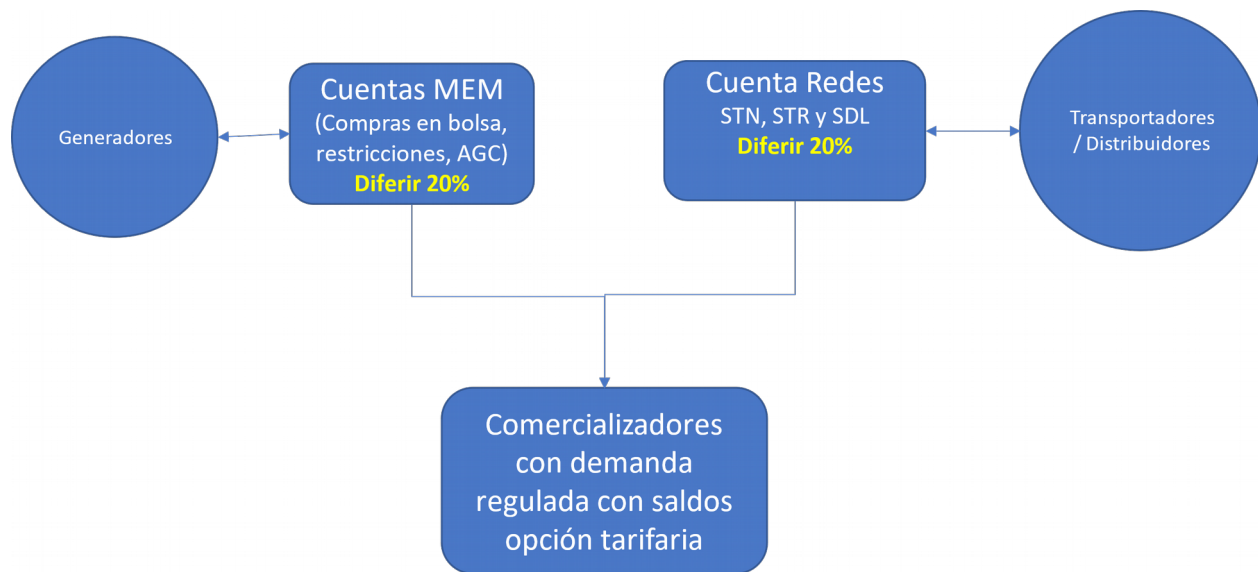 Generadores
Cuentas MEM
(Compras en bolsa,
restricciones, AGC)
Diferir 20%
Cuenta Redes
STN, STR y SDL
Diferir 20%
Transportadores
/ Distribuidores
Comercializadores
con demanda
regulada con saldos
opción tarifaria